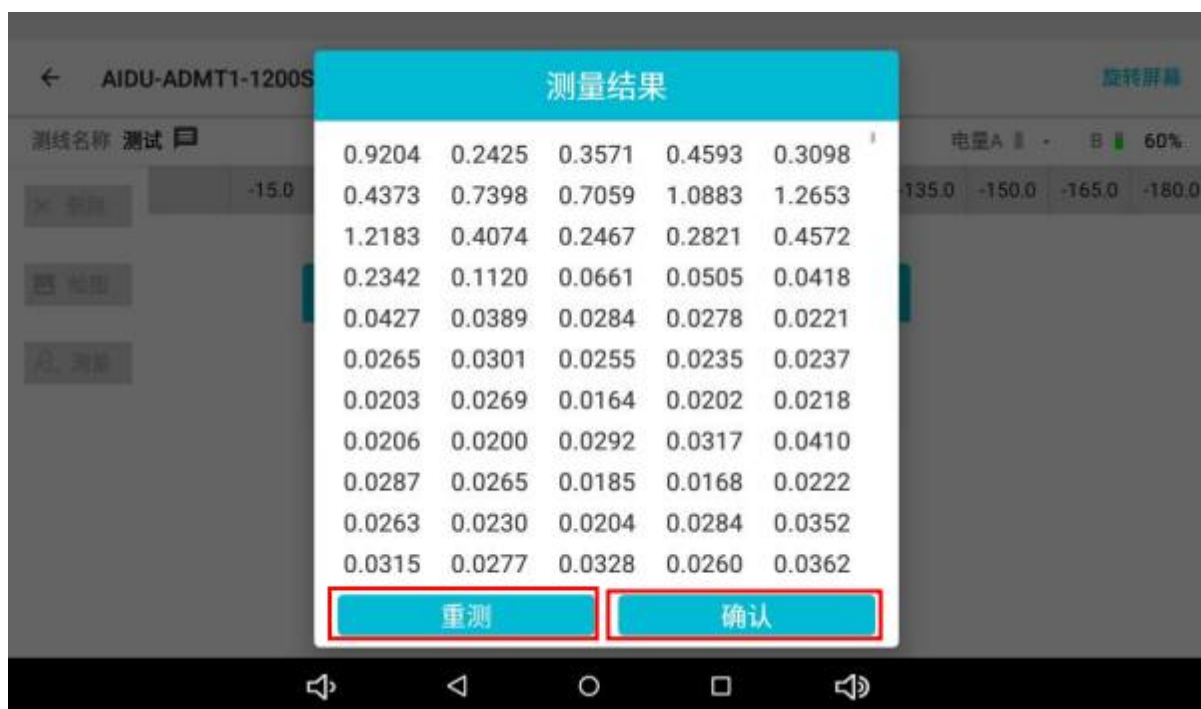 AIDU-ADMT1-1200S
测量结果
旋转屏幕
测线名称 测试
电量A - B 60%
-15.0 -135.0 -150.0 -165.0 -180.0
删除
绘图
测量
0.9204 0.2425 0.3571 0.4593 0.3098
0.4373 0.7398 0.7059 1.0883 1.2653
1.2183 0.4074 0.2467 0.2821 0.4572
0.2342 0.1120 0.0661 0.0505 0.0418
0.0427 0.0389 0.0284 0.0278 0.0221
0.0265 0.0301 0.0255 0.0235 0.0237
0.0203 0.0269 0.0164 0.0202 0.0218
0.0206 0.0200 0.0292 0.0317 0.0410
0.0287 0.0265 0.0185 0.0168 0.0222
0.0263 0.0230 0.0204 0.0284 0.0352
0.0315 0.0277 0.0328 0.0260 0.0362
重测 确认